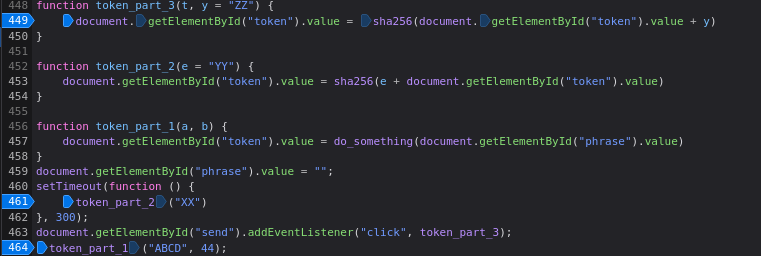 448 function token_part_3(t, y = "ZZ") {
449 document.getElementById("token").value = sha256(document.getElementById("token").value + y)
450 }
451
452 function token_part_2(e = "YY") {
453 document.getElementById("token").value = sha256(e + document.getElementById("token").value)
454 }
455
456 function token_part_1(a, b) {
457 document.getElementById("token").value = do_something(document.getElementById("phrase").value)
458 }
459 document.getElementById("phrase").value = "";
460 setTimeout(function () {
461 token_part_2("XX")
462 }, 300);
463 document.getElementById("send").addEventListener("click", token_part_3);
464 token_part_1("ABCD", 44);